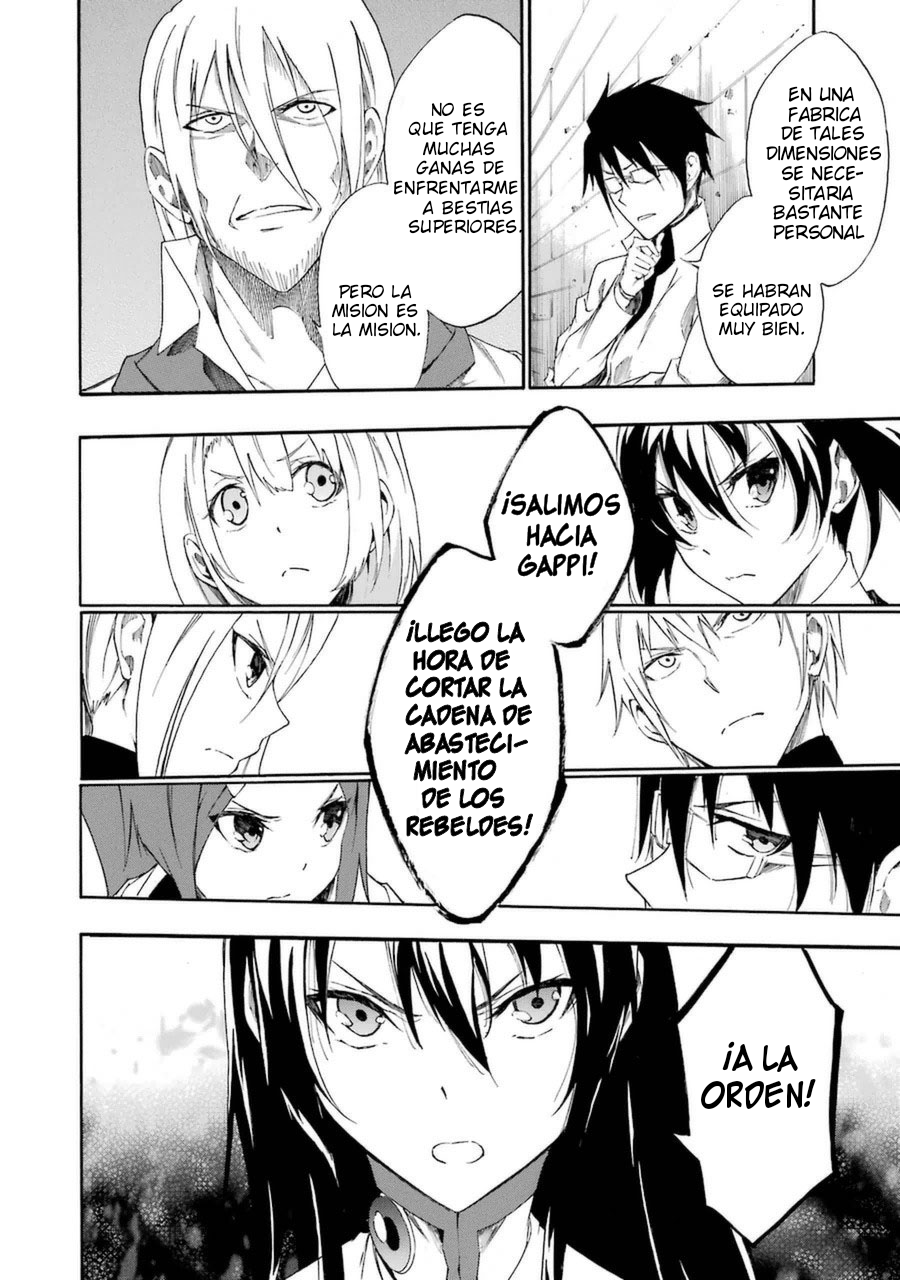 EN UNA
FABRICA
DE TALES
DIMENSIONES
SE NECE-
SITARIA
BASTANTE
PERSONAL
SE HABRAN
EQUIPADO
MUY BIEN.
NO ES
QUE TENGA
MUCHAS
GANAS DE
ENFRENTARME
A BESTIAS
SUPERIORES.
PERO LA
MISION ES
LA MISION.
¡SALIMOS
HACIA
GAPPI!
¡LLEGO LA
HORA DE
CORTAR LA
CADENA DE
ABASTECI-
MIENTO
DE LOS
REBELDES!
¡A LA
ORDEN!